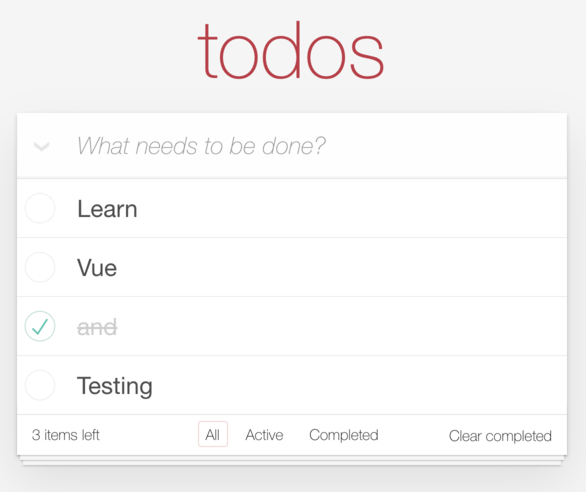 todos
What needs to be done?
Learn
Vue
and
Testing
3 items left All Active Completed Clear completed